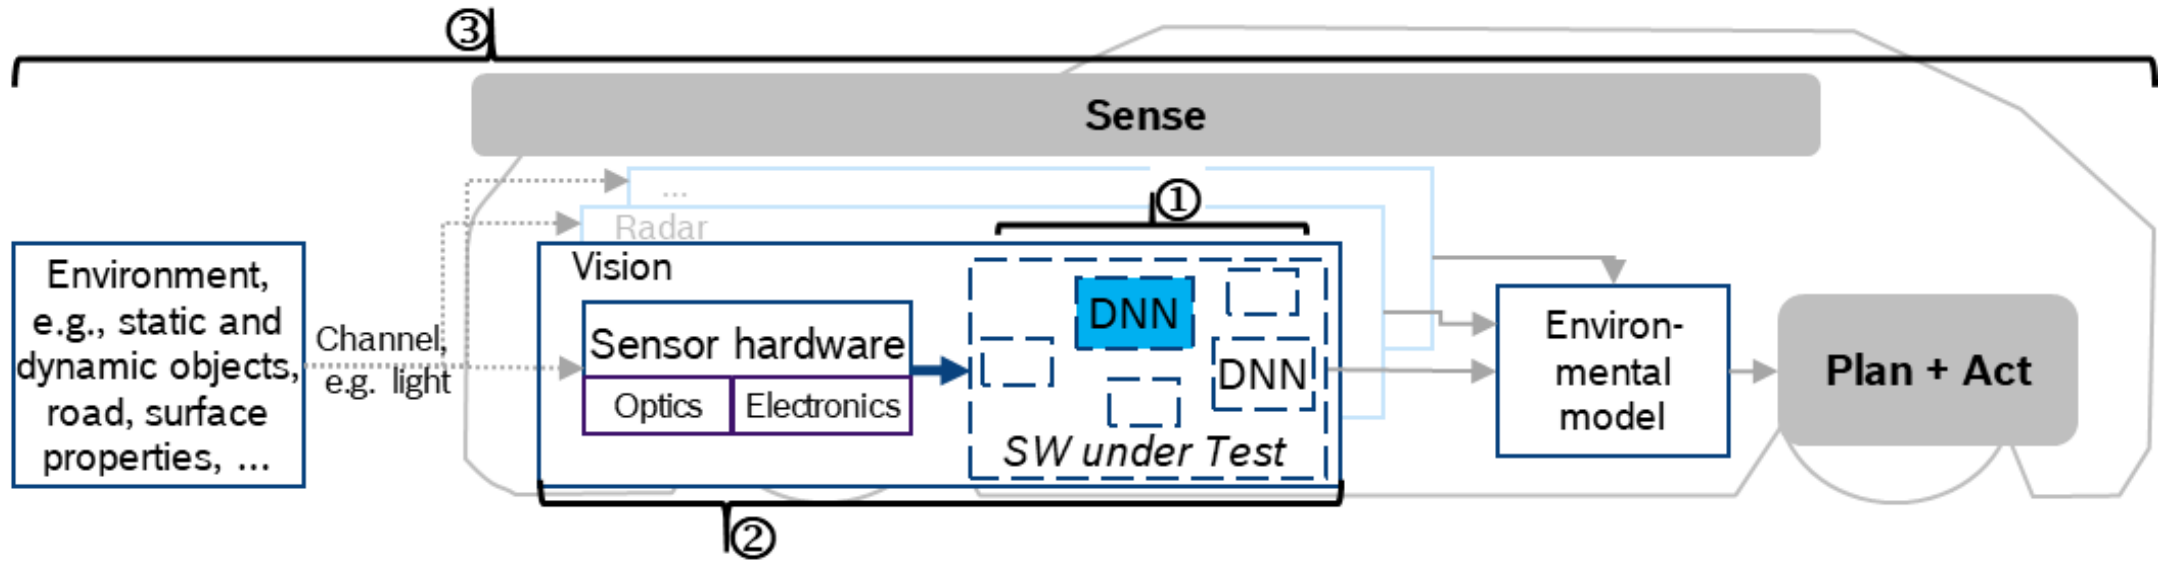 ③
Sense
...
①
Radar
Vision
Environment,
e.g., static and
dynamic objects,
road, surface
properties, ...
Channel,
e.g. light
Sensor hardware
Optics
Electronics
DNN
DNN
SW under Test
Environ-
mental
model
Plan + Act
②